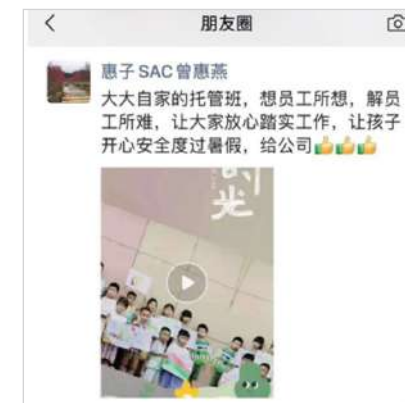 朋友圈
惠子 SAC 曾惠燕
大大自家的托管班，想员工所想，解员
工所难，让大家放心踏实工作，让孩子
开心安全度过暑假，给公司👍👍👍
时
光